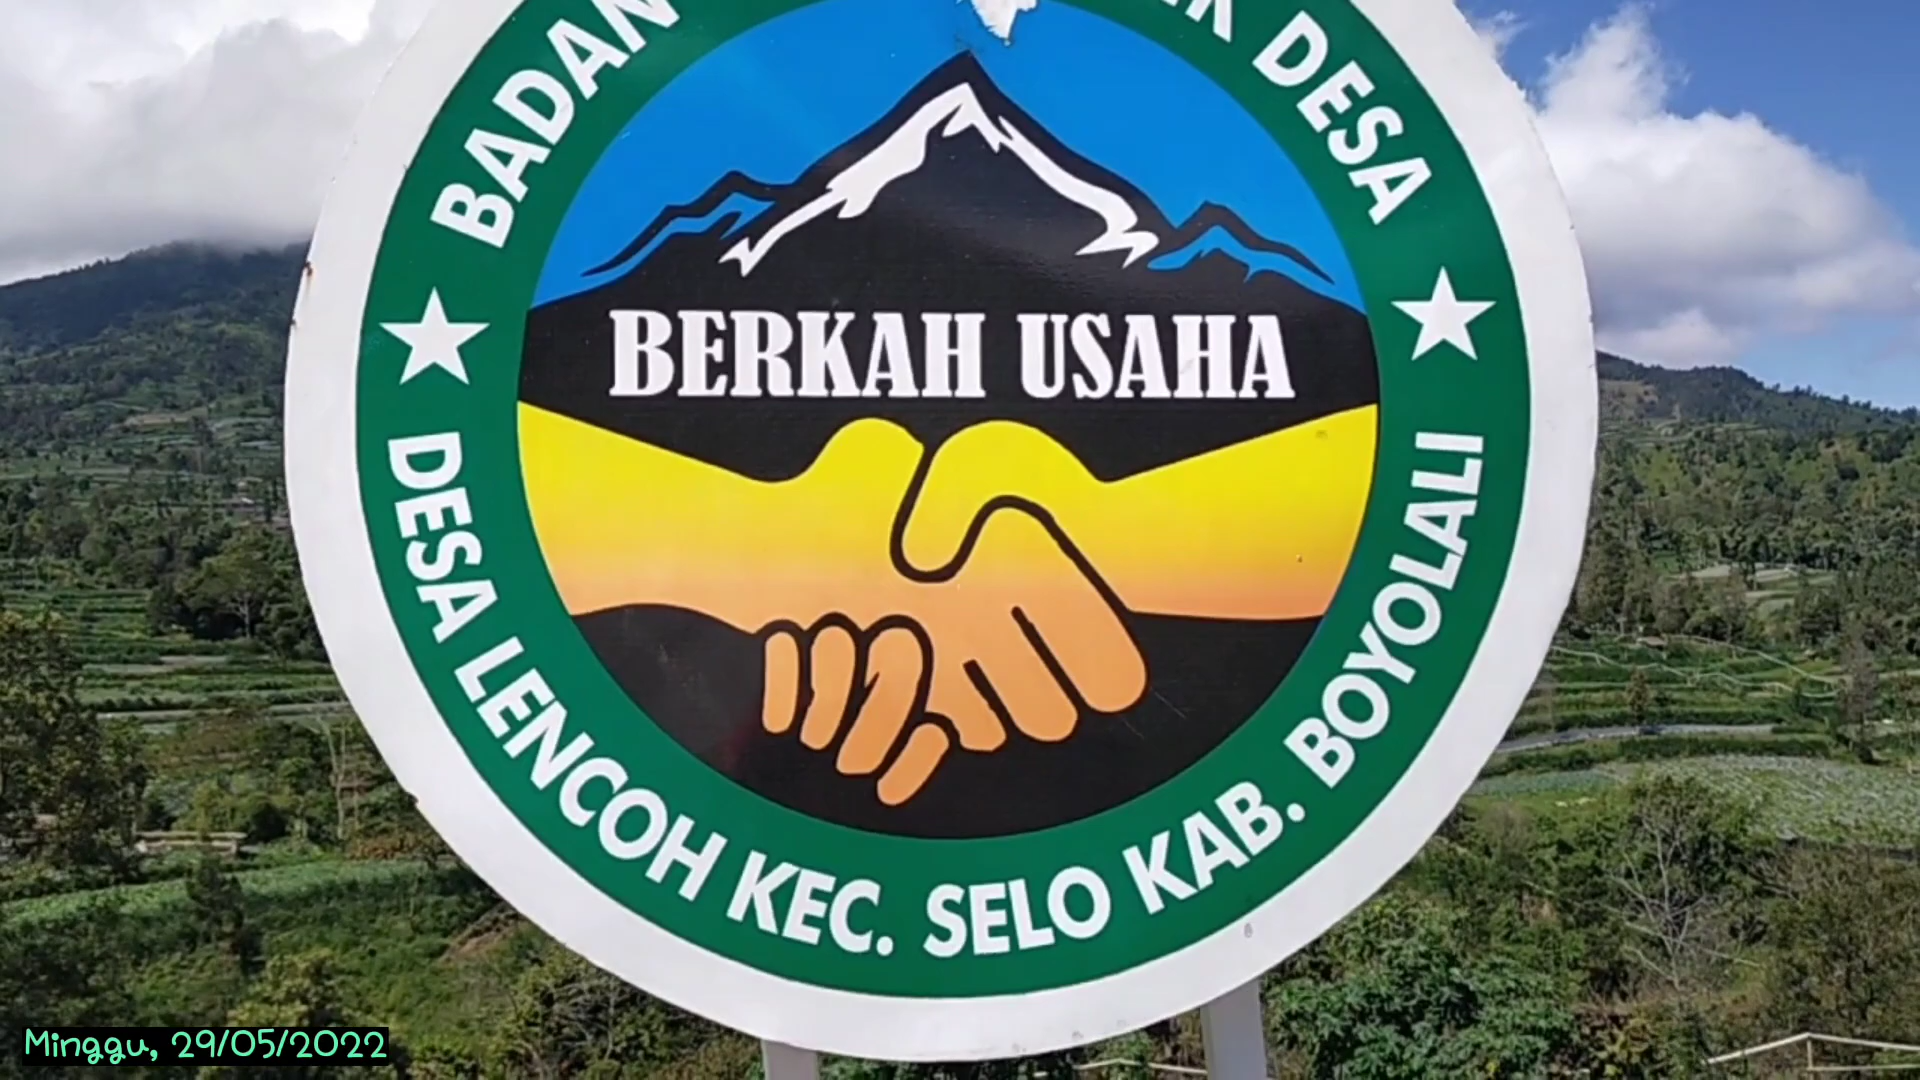 BADAN
DESA
BERKAH USAHA
DESA LENCOH KEC. SELO KAB. BOYOLALI
Minggu, 29/05/2022